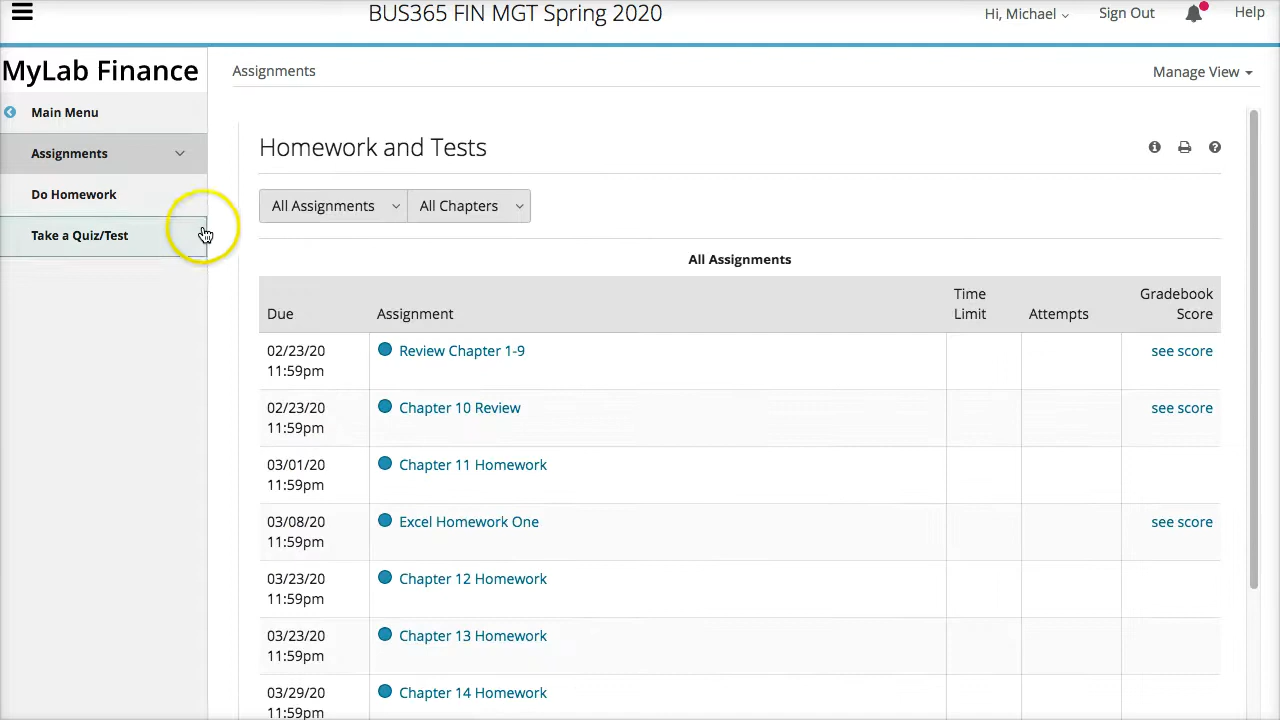 BUS365 FIN MGT Spring 2020
Hi, Michael
Sign Out
Help
MyLab Finance
Main Menu
Assignments
Do Homework
Take a Quiz/Test
Assignments
Manage View
Homework and Tests
All Assignments
All Chapters
All Assignments
Due
Assignment
Time
Limit
Attempts
Gradebook
Score
02/23/20
11:59pm
Review Chapter 1-9
see score
02/23/20
11:59pm
Chapter 10 Review
see score
03/01/20
11:59pm
Chapter 11 Homework
03/08/20
11:59pm
Excel Homework One
see score
03/23/20
11:59pm
Chapter 12 Homework
03/23/20
11:59pm
Chapter 13 Homework
03/29/20
11:59pm
Chapter 14 Homework